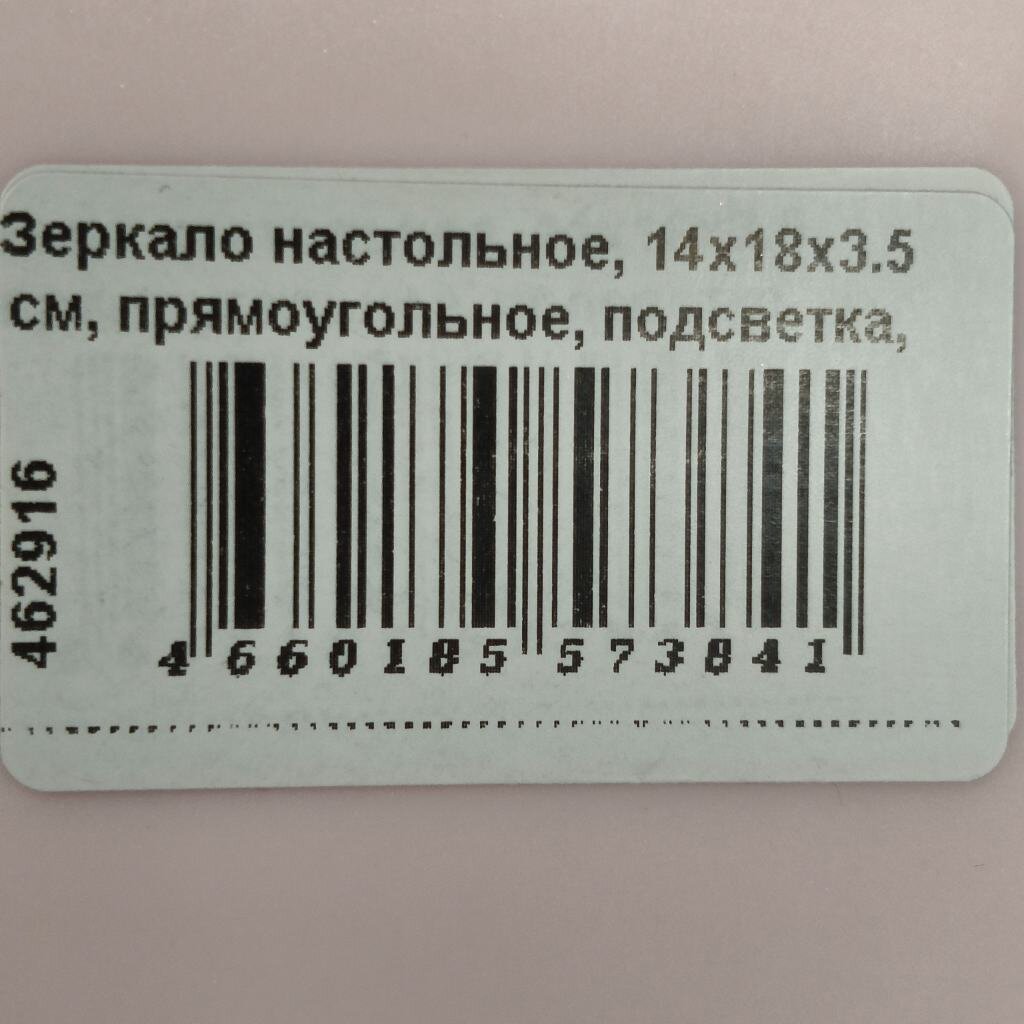 Зеркало настольное, 14х18х3.5
см, прямоугольное, подсветка,
462916
4 660185 573841